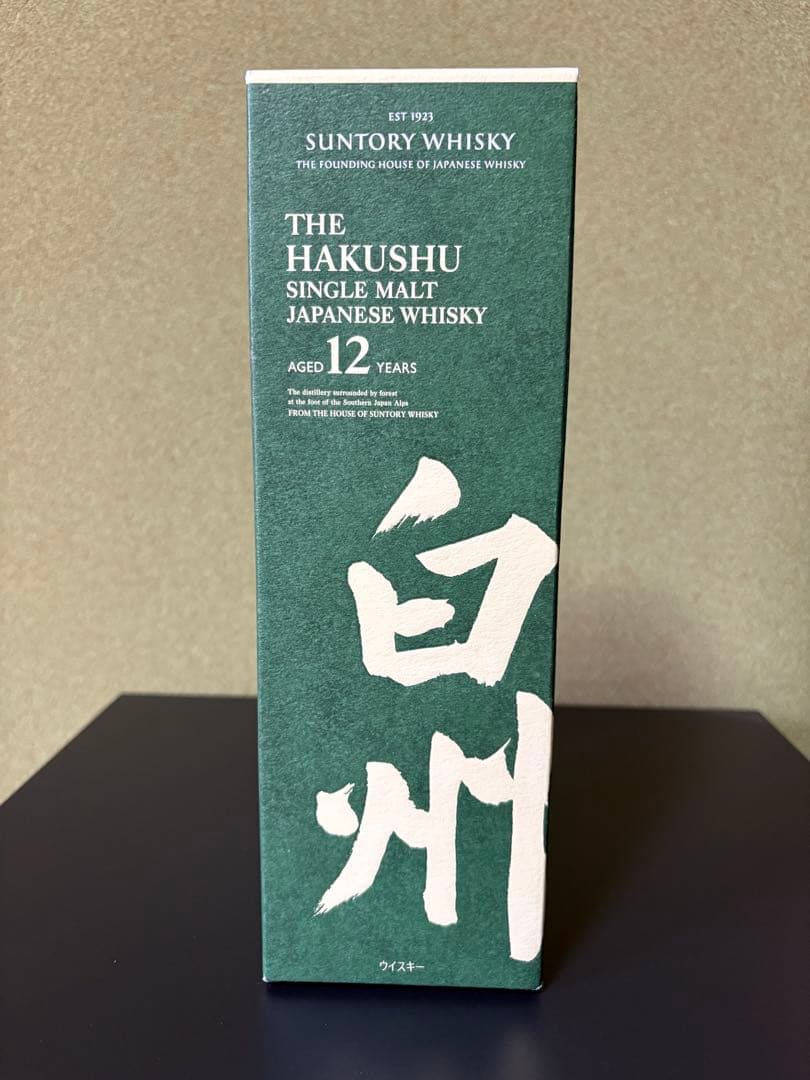 EST 1923
SUNTORY WHISKY
THE FOUNDING HOUSE OF JAPANESE WHISKY
THE
HAKUSHU
SINGLE MALT
JAPANESE WHISKY
AGED 12 YEARS
The distillery surrounded by forest
at the foot of the Southern Japan Alps
FROM THE HOUSE OF SUNTORY WHISKY
白州
ウイスキー